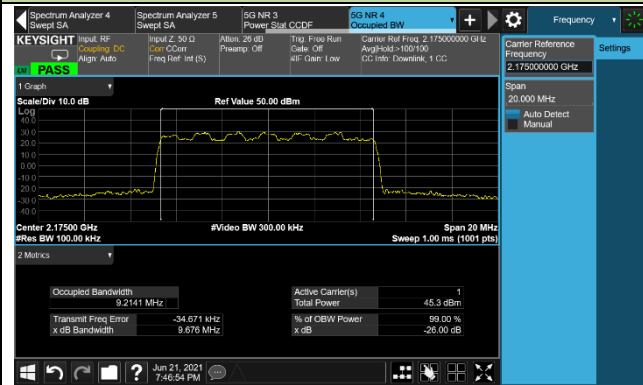 Spectrum Analyzer 4
Swept SA
Spectrum Analyzer 5
Swept SA
5G NR 3
Power Stat CCDF
5G NR 4
Occupied BW
Frequency
KEYSIGHT
Input: RF
Coupling: DC
Align: Auto
Input Z: 50 Ω
Corr CCorr
Freq Ref: Int (S)
Atten: 26 dB
Preamp: Off
Trig: Free Run
Gate: Off
#IF Gain: Low
Carrier Ref Freq: 2.175000000 GHz
Avg|Hold:>100/100
CC Info: Downlink, 1 CC
PASS
Carrier Reference
Frequency
2.175000000 GHz
Settings
Span
20.000 MHz
Auto Detect
Manual
1 Graph
Scale/Div 10.0 dB
Ref Value 50.00 dBm
Log
40.0
30.0
20.0
10.0
0.00
-10.0
-20.0
-30.0
-40.0
Center 2.17500 GHz
#Video BW 300.00 kHz
Span 20 MHz
#Res BW 100.00 kHz
Sweep 1.00 ms (1001 pts)
2 Metrics
Occupied Bandwidth
9.2141 MHz
Active Carrier(s) 1
Total Power 45.3 dBm
Transmit Freq Error -34.671 kHz
x dB Bandwidth 9.676 MHz
% of OBW Power 99.00 %
x dB -26.00 dB
Jun 21, 2021
7:46:54 PM